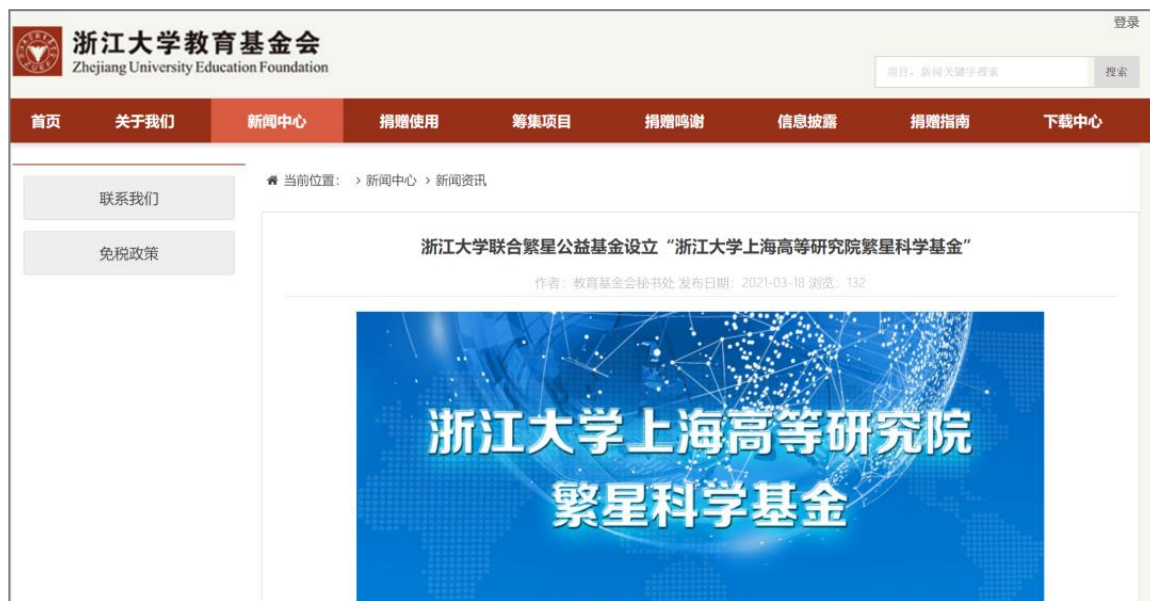 登录
浙江大学教育基金会
Zhejiang University Education Foundation
项目、新闻关键字搜索 搜索
首页 关于我们 新闻中心 捐赠使用 筹集项目 捐赠鸣谢 信息披露 捐赠指南 下载中心
联系我们
免税政策
当前位置: > 新闻中心 > 新闻资讯
浙江大学联合繁星公益基金设立“浙江大学上海高等研究院繁星科学基金”
作者: 教育基金会秘书处 发布日期: 2021-03-18 浏览: 132
浙江大学上海高等研究院
繁星科学基金